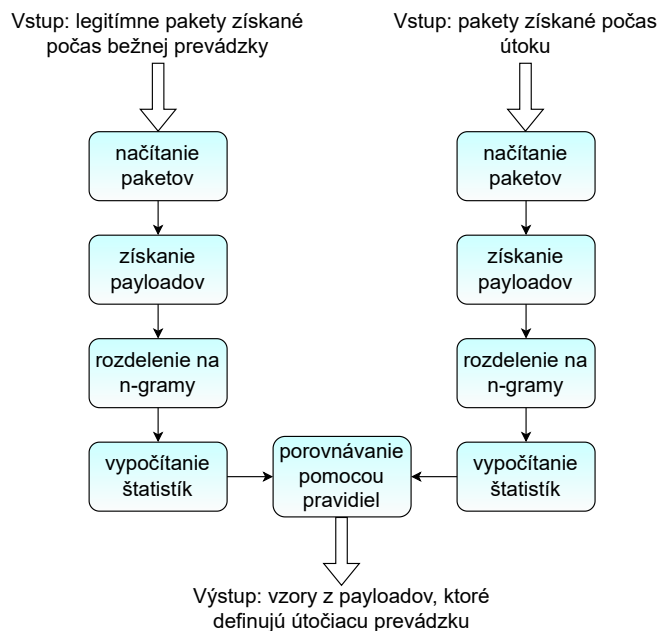 Vstup: legitímne pakety získané
počas bežnej prevádzky
Vstup: pakety získané počas
útoku
načítanie
paketov
načítanie
paketov
získanie
payloadov
získanie
payloadov
rozdelenie na
n-gramy
rozdelenie na
n-gramy
vypočítanie
štatistík
porovnávanie
pomocou
pravidiel
vypočítanie
štatistík
Výstup: vzory z payloadov, ktoré
definujú útočiacu prevádzku